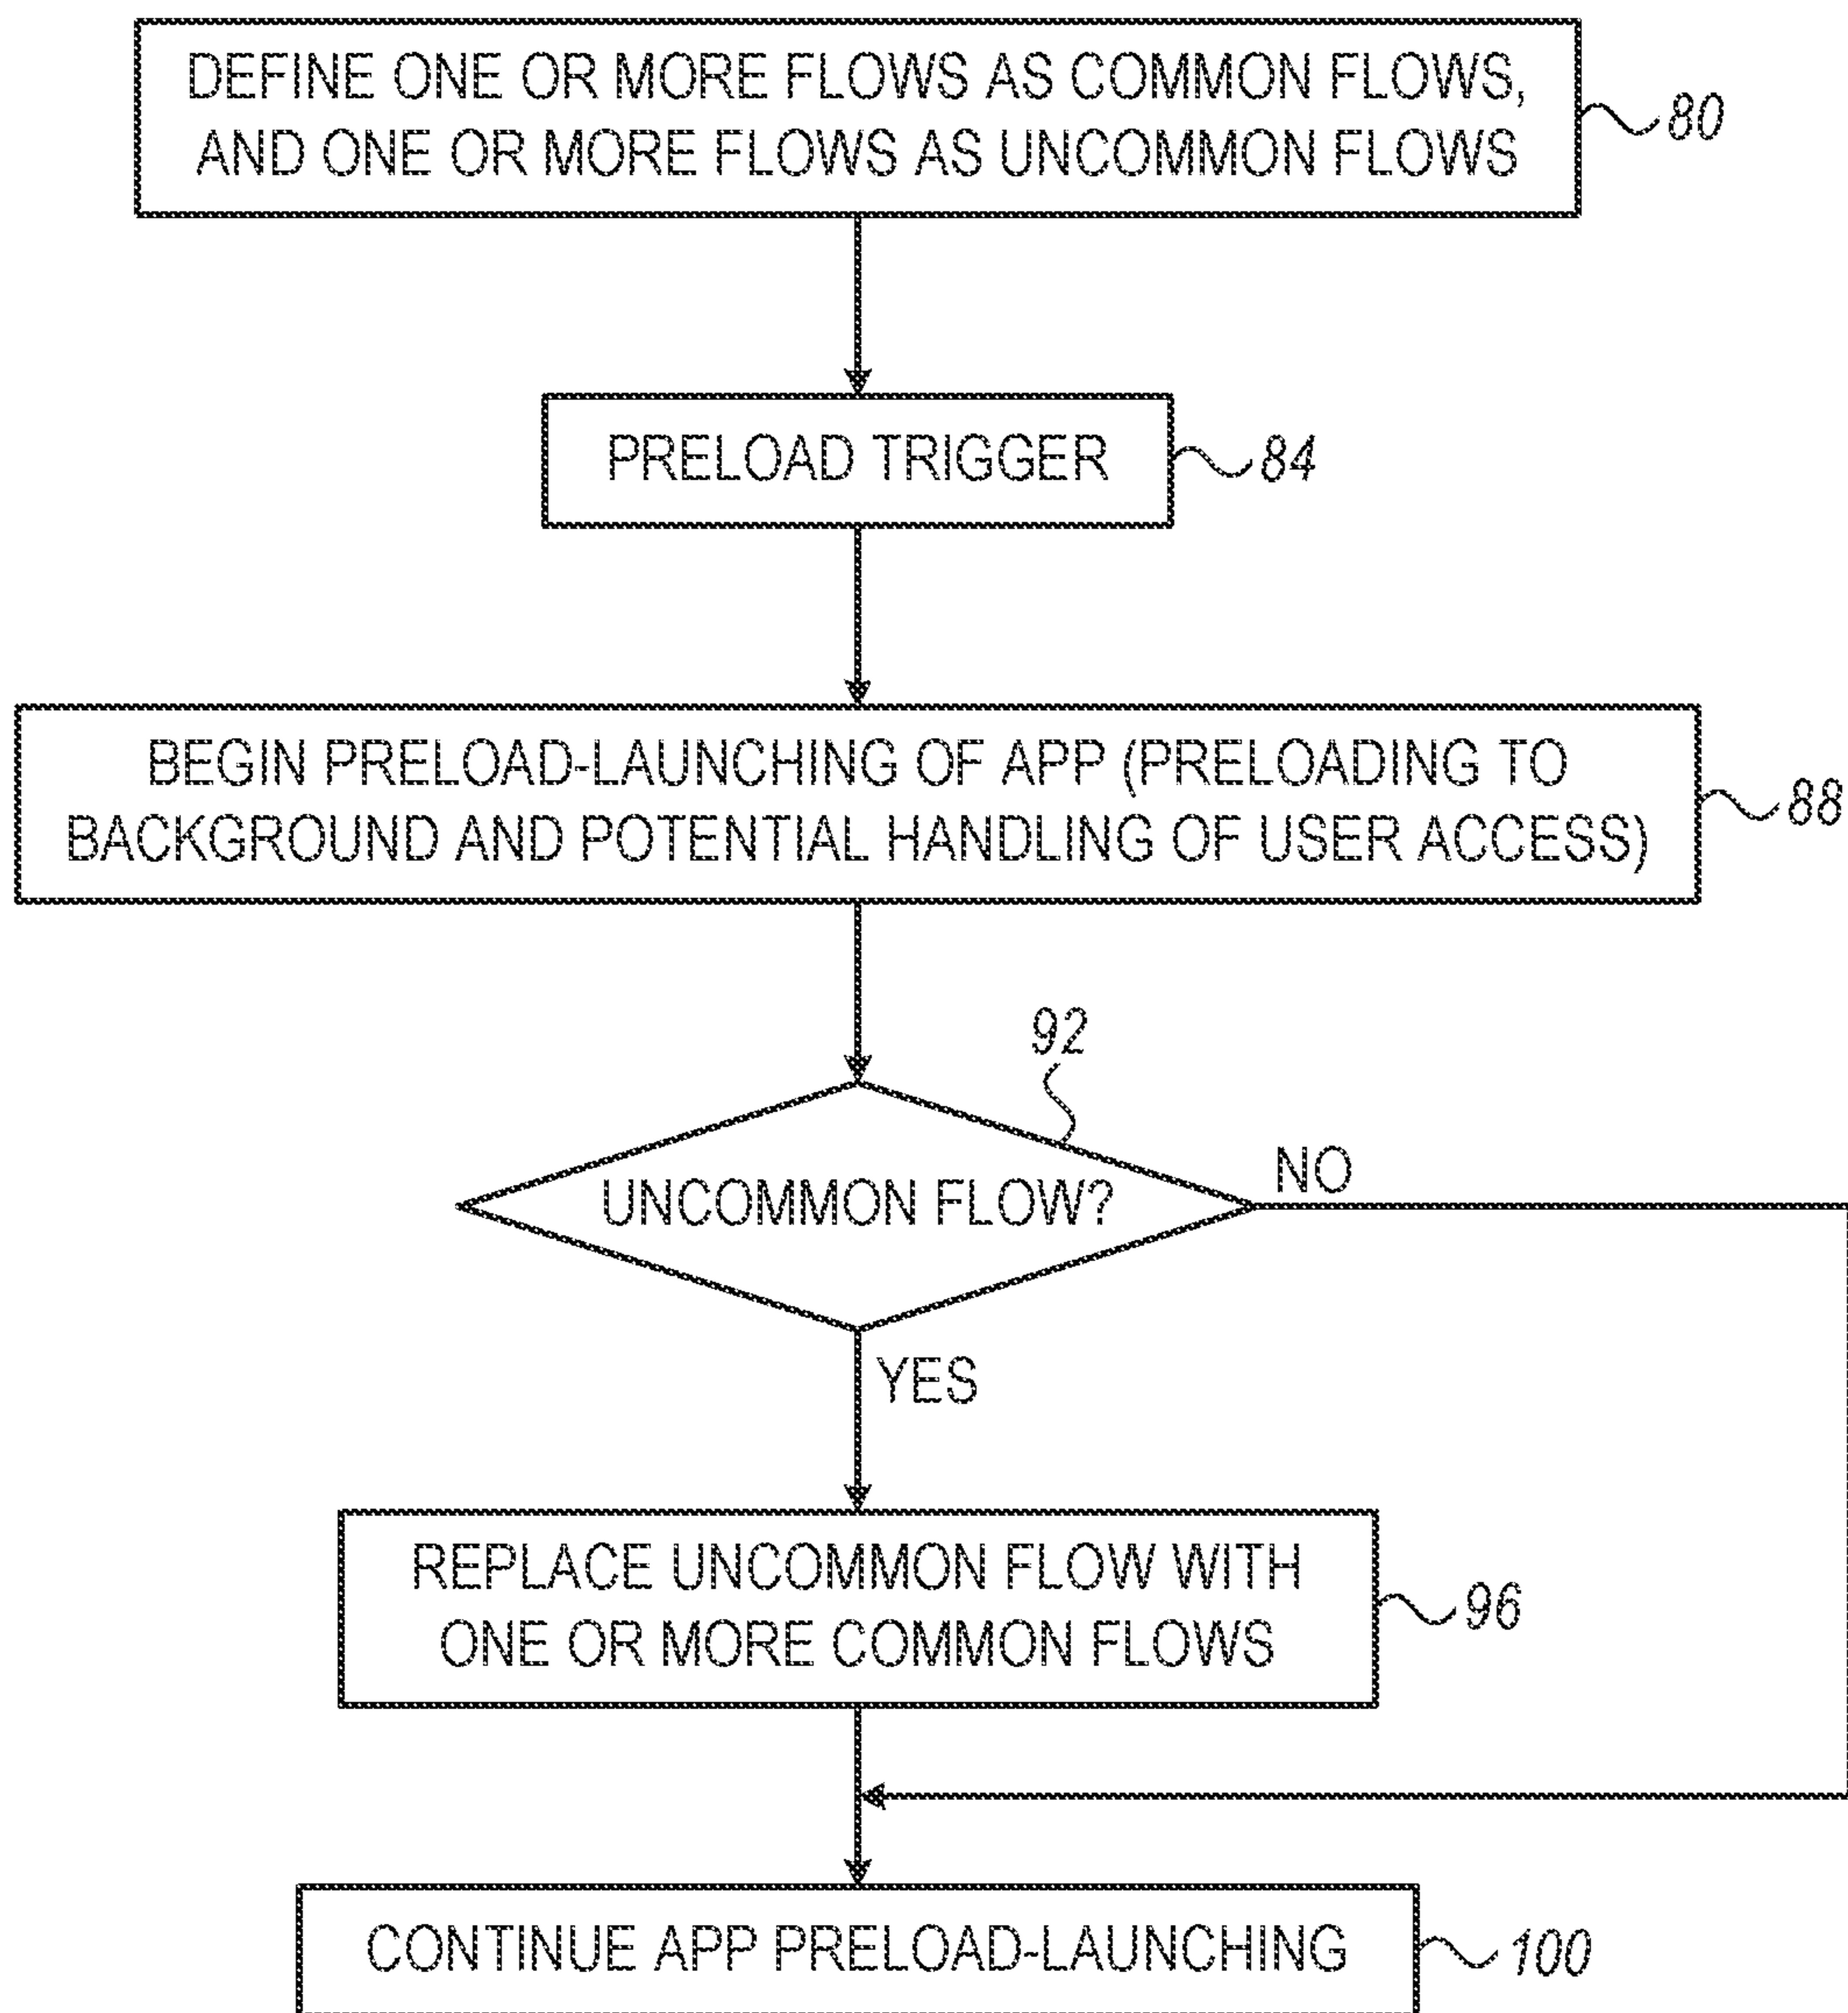 DEFINE ONE OR MORE FLOWS AS COMMON FLOWS,
AND ONE OR MORE FLOWS AS UNCOMMON FLOWS
80
PRELOAD TRIGGER
84
BEGIN PRELOAD-LAUNCHING OF APP (PRELOADING TO
BACKGROUND AND POTENTIAL HANDLING OF USER ACCESS)
88
92
UNCOMMON FLOW?
NO
YES
REPLACE UNCOMMON FLOW WITH
ONE OR MORE COMMON FLOWS
96
CONTINUE APP PRELOAD-LAUNCHING
100